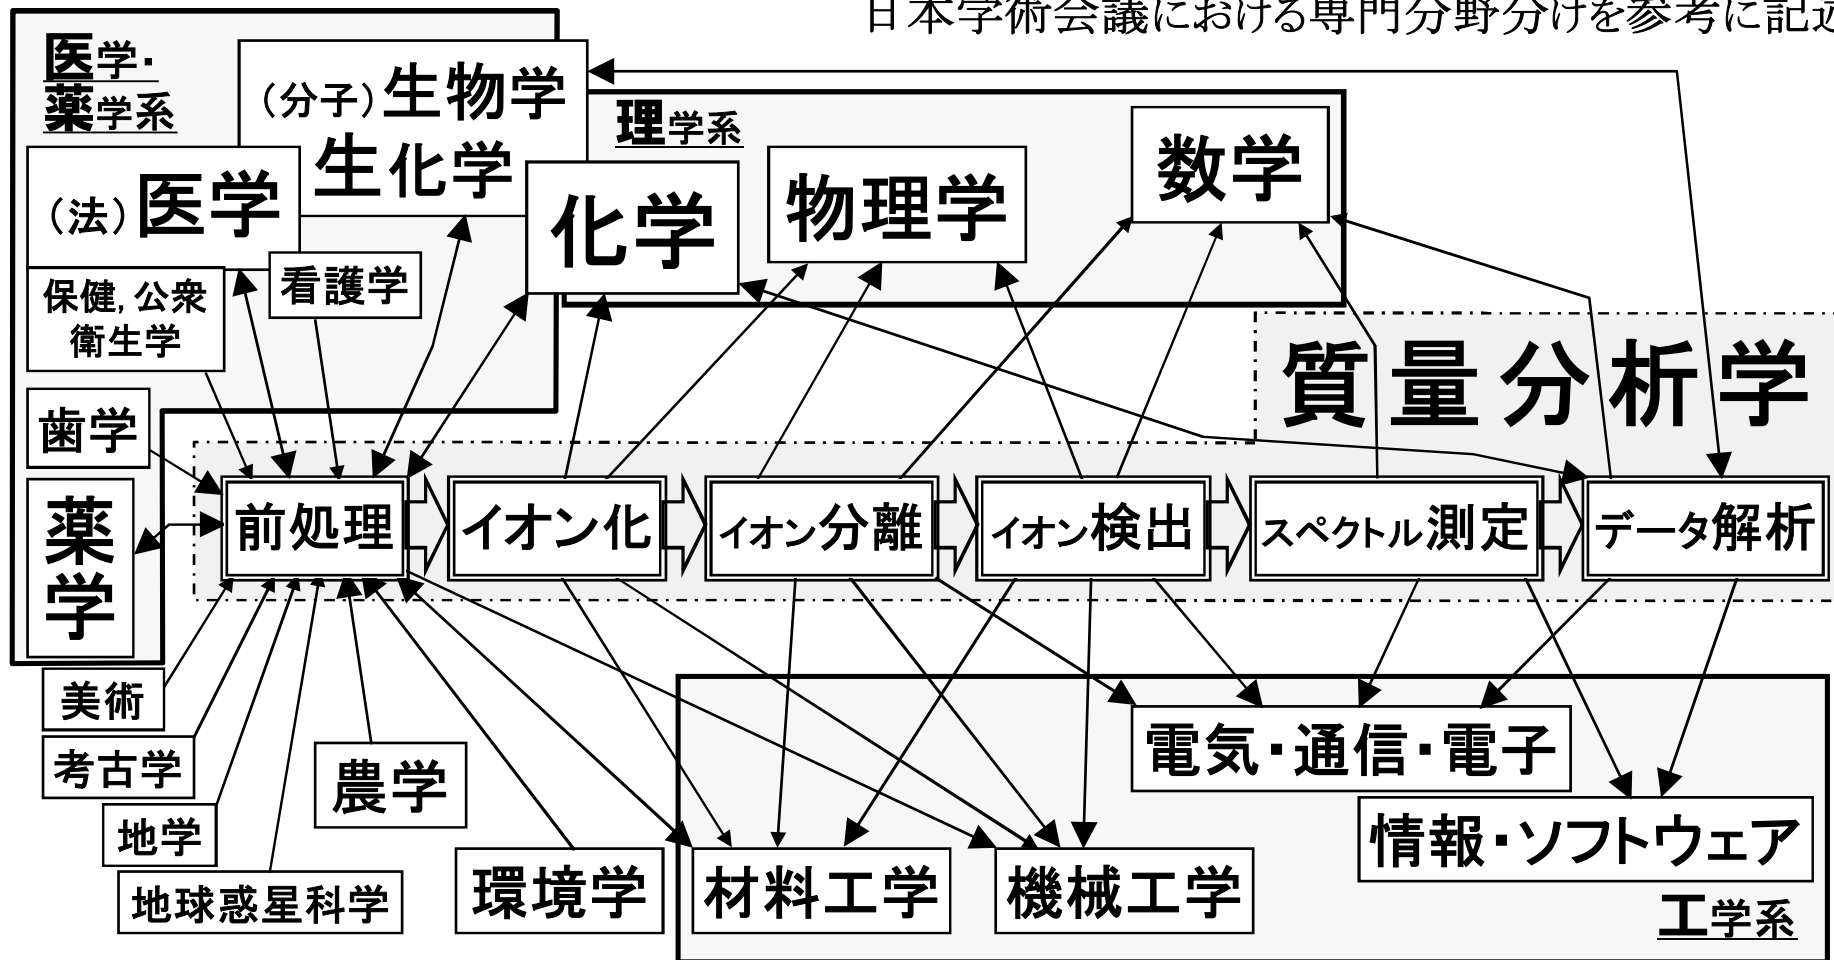 日本学術会議における専門分野分けを参考に記述
医学・
薬学系
（分子）生物学
生化学
理学系
数学
（法）医学
化学
物理学
看護学
保健，公衆
衛生学
質量分析学
歯学
薬
学
前処理
イオン化
イオン分離
イオン検出
スペクトル測定
データ解析
美術
考古学
地学
地球惑星科学
農学
環境学
材料工学
機械工学
電気・通信・電子
情報・ソフトウェア
工学系